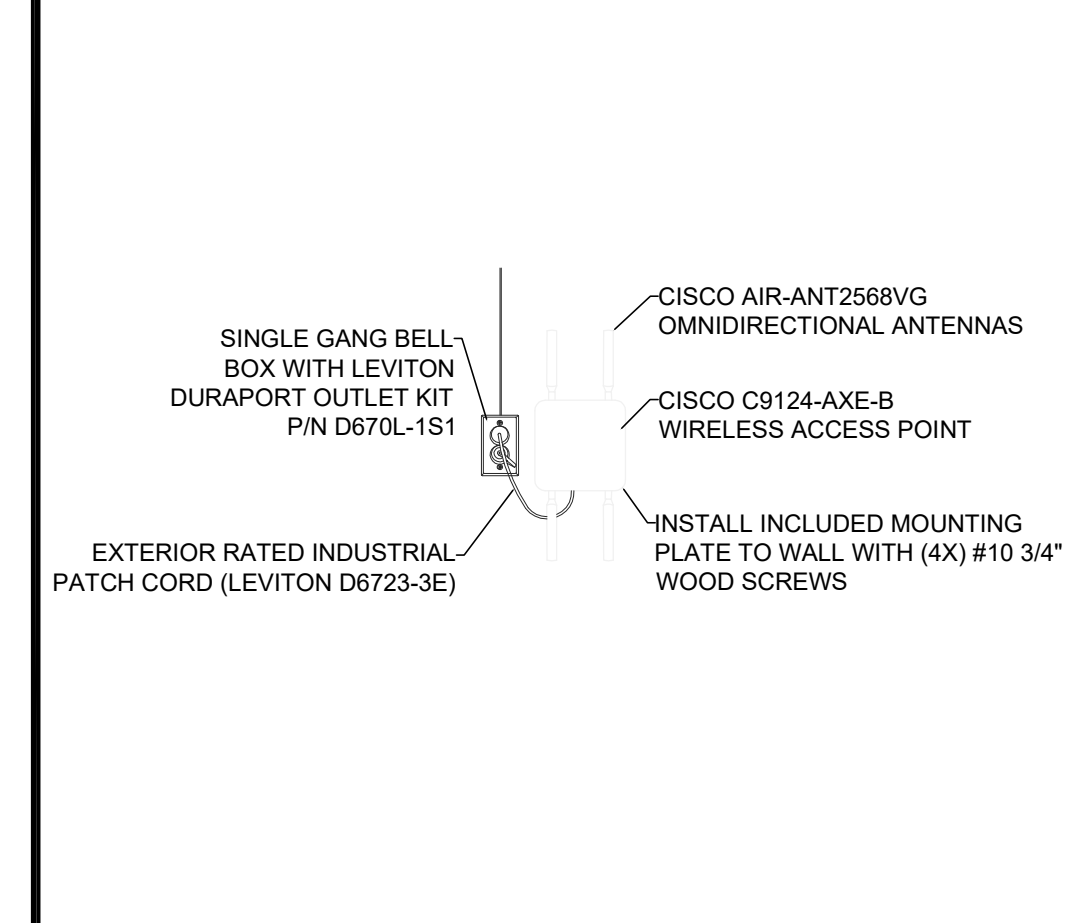 CISCO AIR-ANT2568VG
OMNIDIRECTIONAL ANTENNAS
SINGLE GANG BELL
BOX WITH LEVITON
DURAPORT OUTLET KIT
P/N D670L-1S1
CISCO C9124-AXE-B
WIRELESS ACCESS POINT
EXTERIOR RATED INDUSTRIAL
PATCH CORD (LEVITON D6723-3E)
INSTALL INCLUDED MOUNTING
PLATE TO WALL WITH (4X) #10 3/4"
WOOD SCREWS